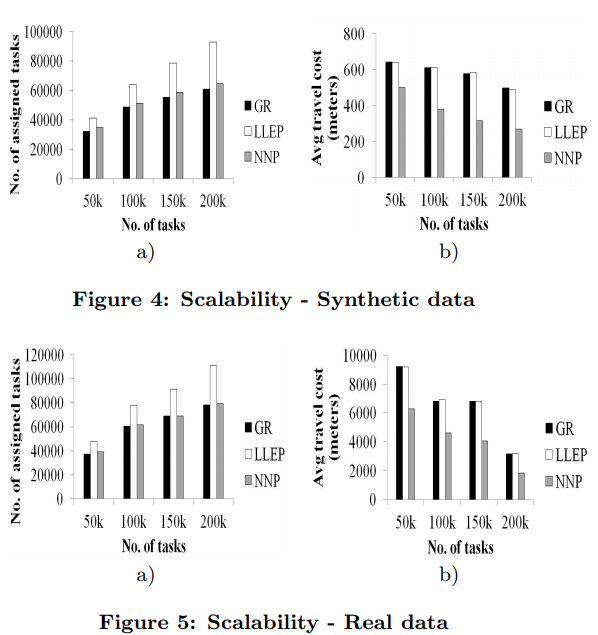 No. of assigned tasks
100000
80000
60000
40000
20000
0
50k 100k 150k 200k
No. of tasks
GR
LLEP
NNP
a)
Avg travel cost
(meters)
800
600
400
200
0
50k 100k 150k 200k
No. of tasks
GR
LLEP
NNP
b)
Figure 4: Scalability - Synthetic data
No. of assigned tasks
120000
100000
80000
60000
40000
20000
0
50k 100k 150k 200k
No. of tasks
GR
LLEP
NNP
a)
Avg travel cost
(meters)
10000
8000
6000
4000
2000
0
50k 100k 150k 200k
No. of tasks
GR
LLEP
NNP
b)
Figure 5: Scalability - Real data